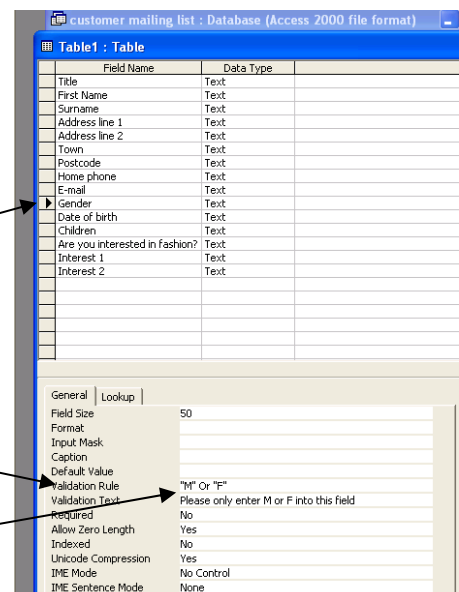 customer mailing list : Database (Access 2000 file format)
Table1 : Table
Field Name Data Type
Title Text
First Name Text
Surname Text
Address line 1 Text
Address line 2 Text
Town Text
Postcode Text
Home phone Text
E-mail Text
Gender Text
Date of birth Text
Children Text
Are you interested in fashion? Text
Interest 1 Text
Interest 2 Text
General Lookup
Field Size 50
Format
Input Mask
Caption
Default Value
Validation Rule "M" Or "F"
Validation Text Please only enter M or F into this field
Required No
Allow Zero Length Yes
Indexed No
Unicode Compression Yes
IME Mode No Control
IME Sentence Mode None